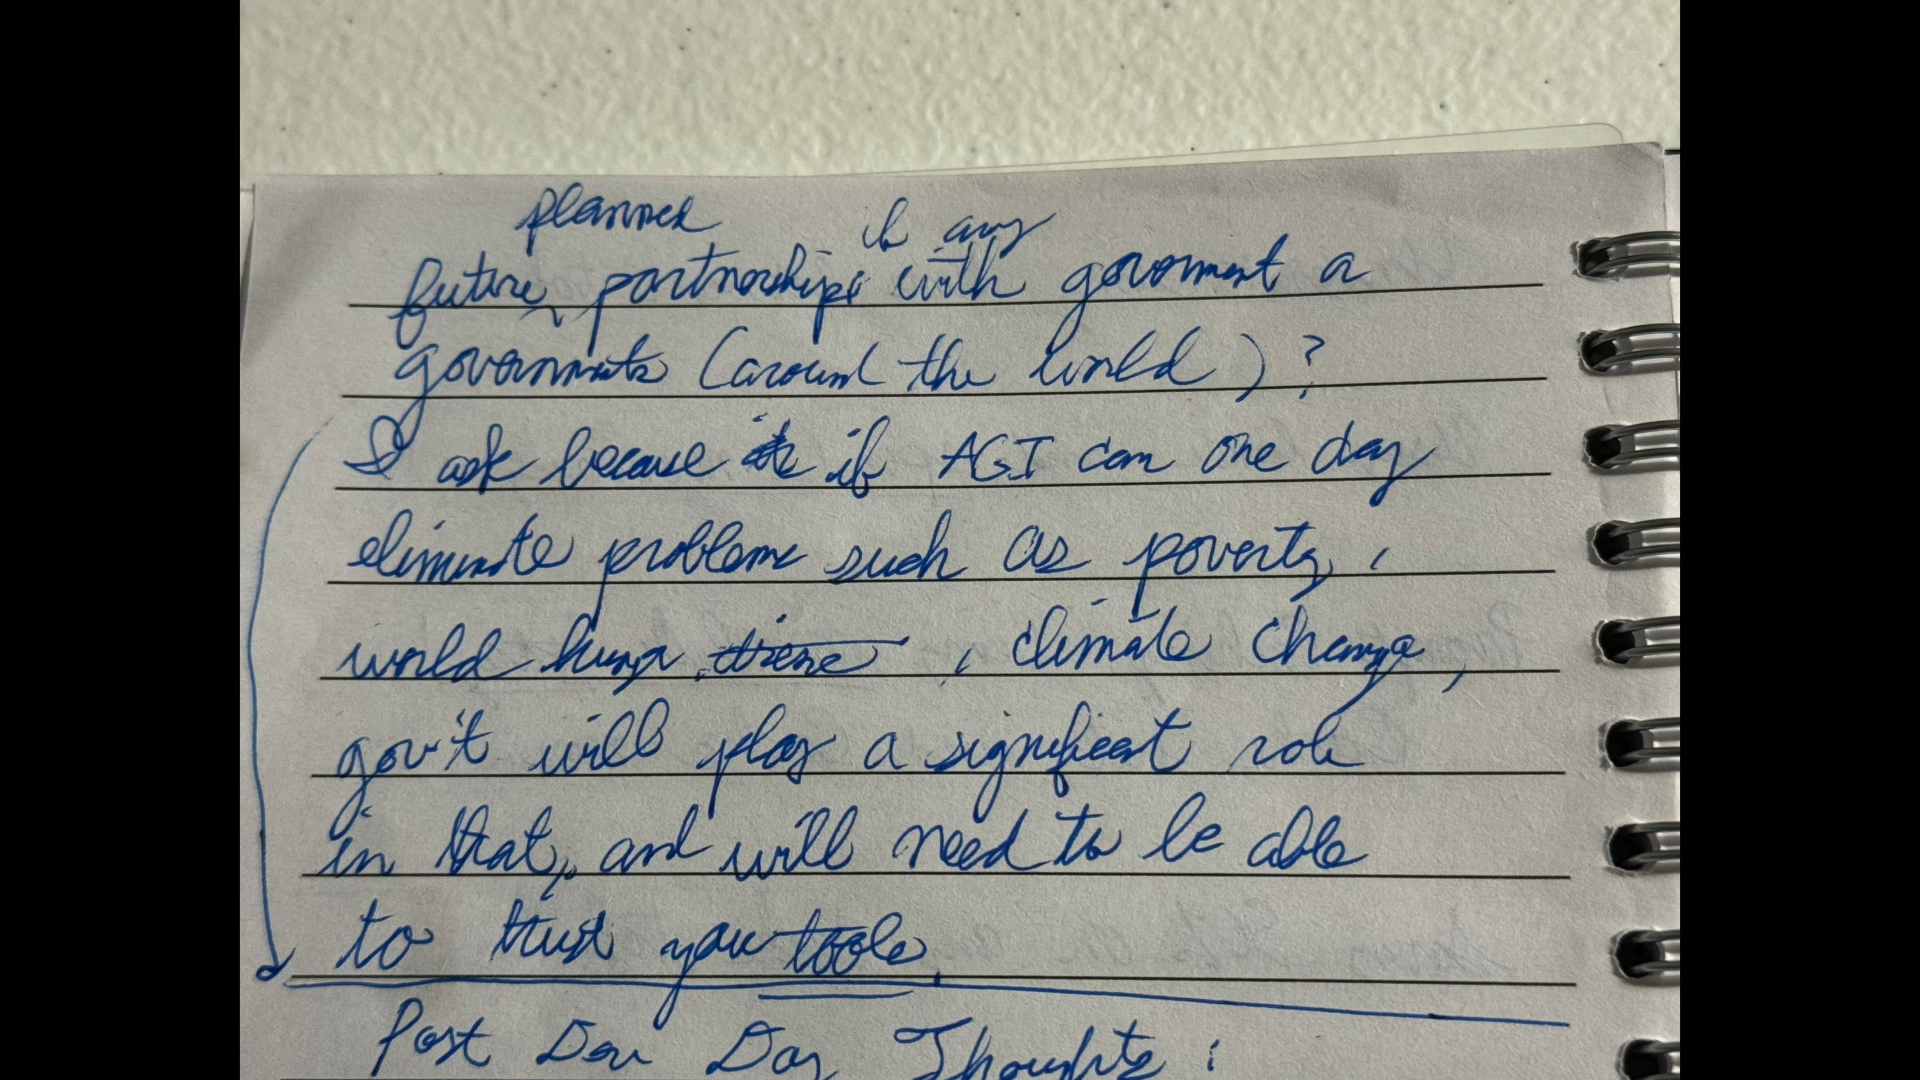 planned if any
future partnerships with government a
governments (around the world)?
I ask because if AGI can one day
eliminate problems such as poverty,
world hunger, climate change,
gov't will play a significant role
in that, and will need to be able
to trust your tools.
Post Dev Day Thoughts: